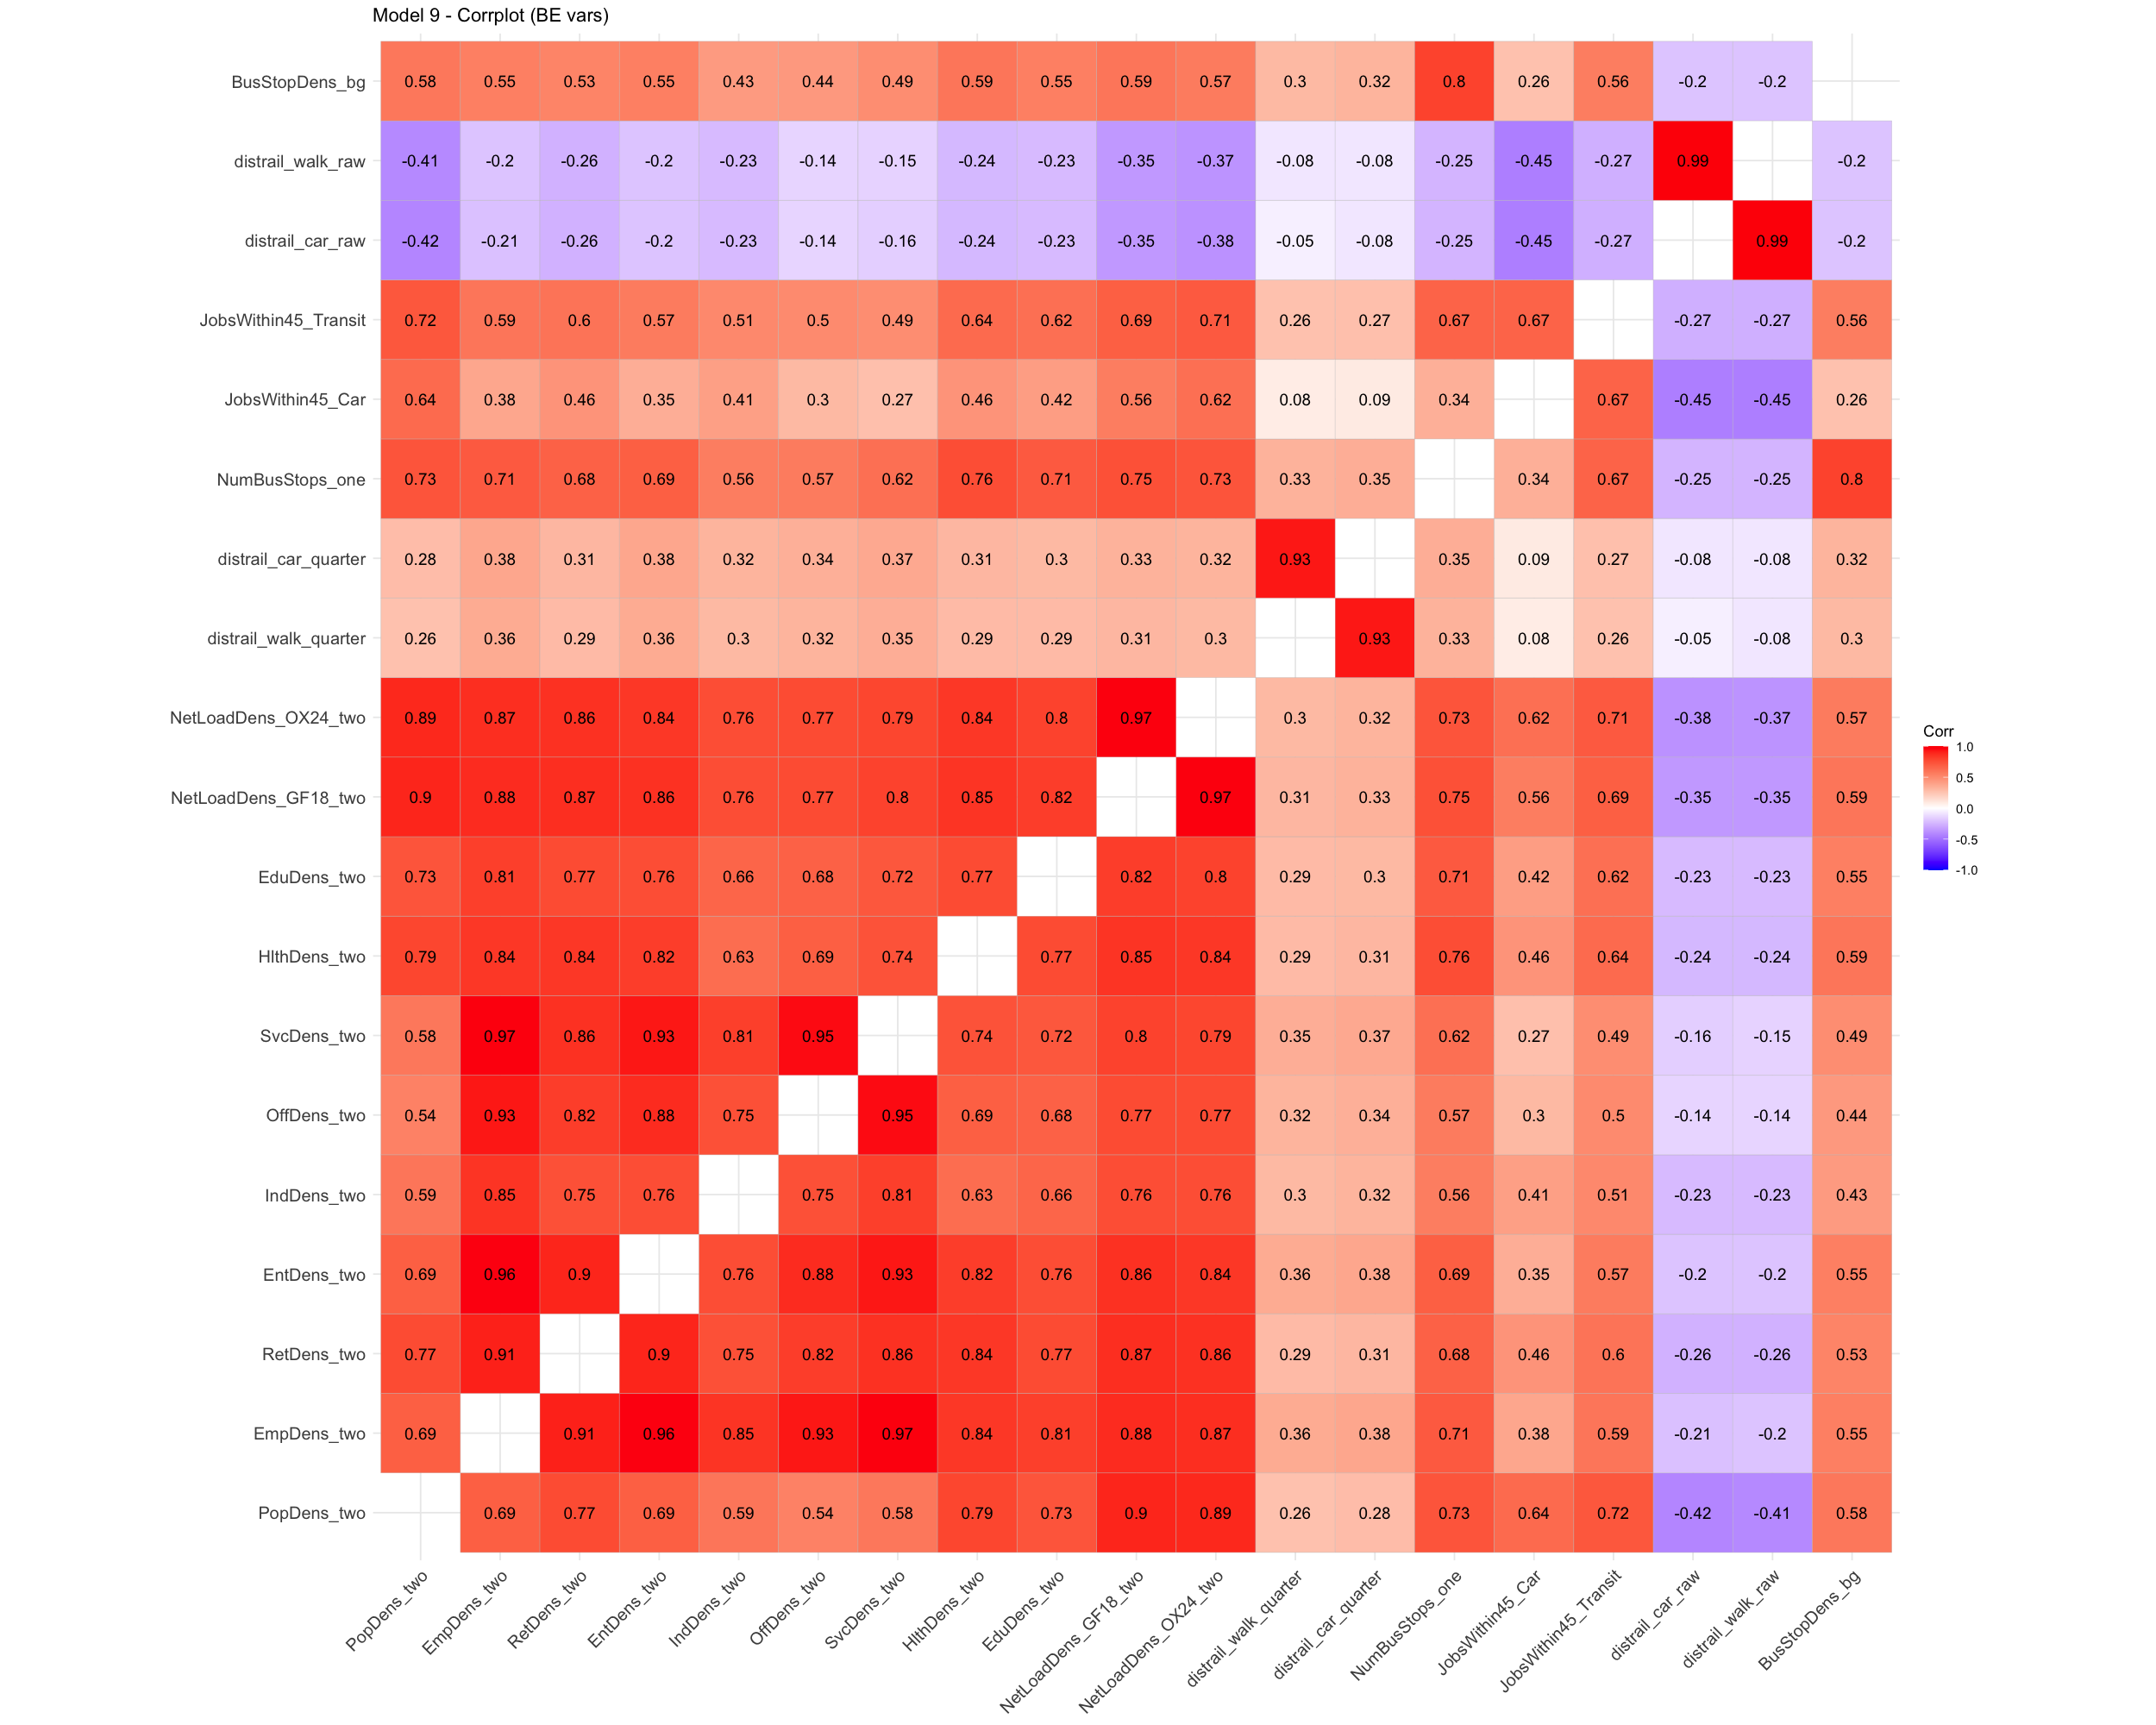 Model 9 - Corrplot (BE vars)
BusStopDens_bg 0.58 0.55 0.53 0.55 0.43 0.44 0.49 0.59 0.55 0.59 0.57 0.3 0.32 0.8 0.26 0.56 -0.2 -0.2
distrail_walk_raw -0.41 -0.2 -0.26 -0.2 -0.23 -0.14 -0.15 -0.24 -0.23 -0.35 -0.37 -0.08 -0.08 -0.25 -0.45 -0.27 0.99 -0.2
distrail_car_raw -0.42 -0.21 -0.26 -0.2 -0.23 -0.14 -0.16 -0.24 -0.23 -0.35 -0.38 -0.05 -0.08 -0.25 -0.45 -0.27 0.99 -0.2
JobsWithin45_Transit 0.72 0.59 0.6 0.57 0.51 0.5 0.49 0.64 0.62 0.69 0.71 0.26 0.27 0.67 0.67 -0.27 -0.27 0.56
JobsWithin45_Car 0.64 0.38 0.46 0.35 0.41 0.3 0.27 0.46 0.42 0.56 0.62 0.08 0.09 0.34 0.67 -0.45 -0.45 0.26
NumBusStops_one 0.73 0.71 0.68 0.69 0.56 0.57 0.62 0.76 0.71 0.75 0.73 0.33 0.35 0.34 0.67 -0.25 -0.25 0.8
distrail_car_quarter 0.28 0.38 0.31 0.38 0.32 0.34 0.37 0.31 0.3 0.33 0.32 0.93 0.35 0.09 0.27 -0.08 -0.08 0.32
distrail_walk_quarter 0.26 0.36 0.29 0.36 0.3 0.32 0.35 0.29 0.29 0.31 0.3 0.93 0.33 0.08 0.26 -0.05 -0.08 0.3
NetLoadDens_OX24_two 0.89 0.87 0.86 0.84 0.76 0.77 0.79 0.84 0.8 0.97 0.3 0.32 0.73 0.62 0.71 -0.38 -0.37 0.57
NetLoadDens_GF18_two 0.9 0.88 0.87 0.86 0.76 0.77 0.8 0.85 0.82 0.97 0.31 0.33 0.75 0.56 0.69 -0.35 -0.35 0.59
EduDens_two 0.73 0.81 0.77 0.76 0.66 0.68 0.72 0.77 0.82 0.8 0.29 0.3 0.71 0.42 0.62 -0.23 -0.23 0.55
HlthDens_two 0.79 0.84 0.84 0.82 0.63 0.69 0.74 0.77 0.85 0.84 0.29 0.31 0.76 0.46 0.64 -0.24 -0.24 0.59
SvcDens_two 0.58 0.97 0.86 0.93 0.81 0.95 0.74 0.72 0.8 0.79 0.35 0.37 0.62 0.27 0.49 -0.16 -0.15 0.49
OffDens_two 0.54 0.93 0.82 0.88 0.75 0.95 0.69 0.68 0.77 0.77 0.32 0.34 0.57 0.3 0.5 -0.14 -0.14 0.44
IndDens_two 0.59 0.85 0.75 0.76 0.75 0.81 0.63 0.66 0.76 0.76 0.3 0.32 0.56 0.41 0.51 -0.23 -0.23 0.43
EntDens_two 0.69 0.96 0.9 0.76 0.88 0.93 0.82 0.76 0.86 0.84 0.36 0.38 0.69 0.35 0.57 -0.2 -0.2 0.55
RetDens_two 0.77 0.91 0.9 0.75 0.82 0.86 0.84 0.77 0.87 0.86 0.29 0.31 0.68 0.46 0.6 -0.26 -0.26 0.53
EmpDens_two 0.69 0.91 0.96 0.85 0.93 0.97 0.84 0.81 0.88 0.87 0.36 0.38 0.71 0.38 0.59 -0.21 -0.2 0.55
PopDens_two 0.69 0.77 0.69 0.59 0.54 0.58 0.79 0.73 0.9 0.89 0.26 0.28 0.73 0.64 0.72 -0.42 -0.41 0.58
PopDens_two
EmpDens_two
RetDens_two
EntDens_two
IndDens_two
OffDens_two
SvcDens_two
HlthDens_two
EduDens_two
NetLoadDens_GF18_two
NetLoadDens_OX24_two
distrail_walk_quarter
distrail_car_quarter
NumBusStops_one
JobsWithin45_Car
JobsWithin45_Transit
distrail_car_raw
distrail_walk_raw
BusStopDens_bg
Corr
1.0
0.5
0.0
-0.5
-1.0